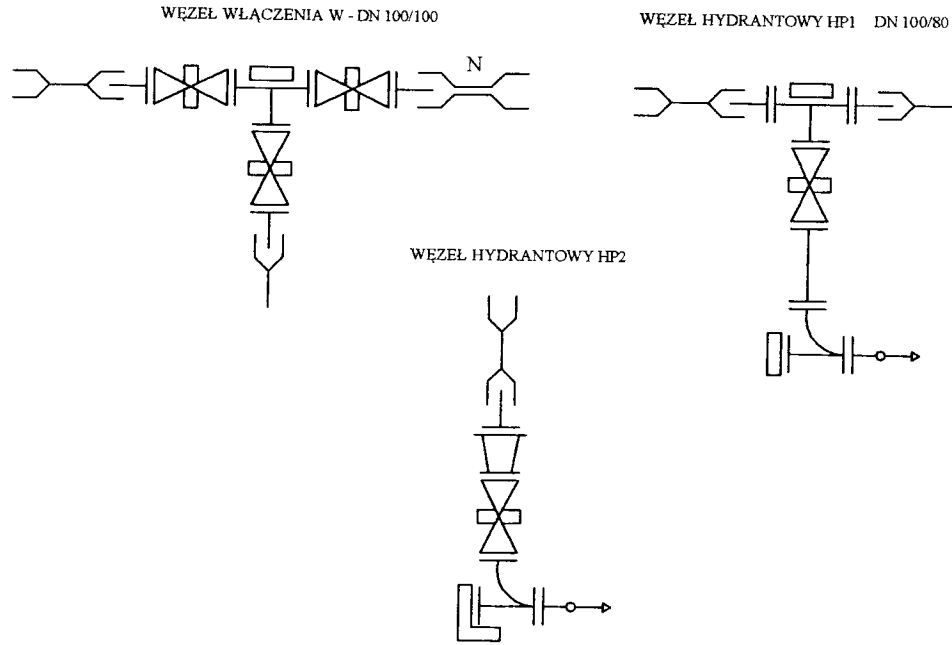 WĘZEŁ WŁĄCZENIA W - DN 100/100
WĘZEŁ HYDRANTOWY HP1 DN 100/80
N
WĘZEŁ HYDRANTOWY HP2